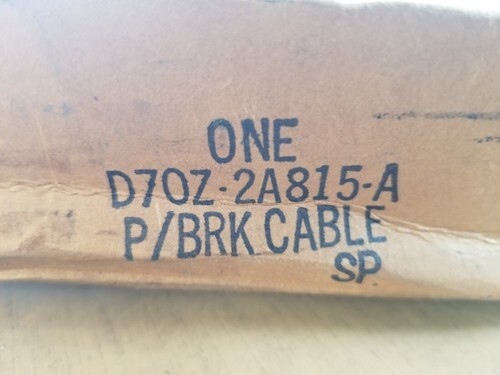 ONE
D7OZ-2A815-A
P/BRK CABLE
SP